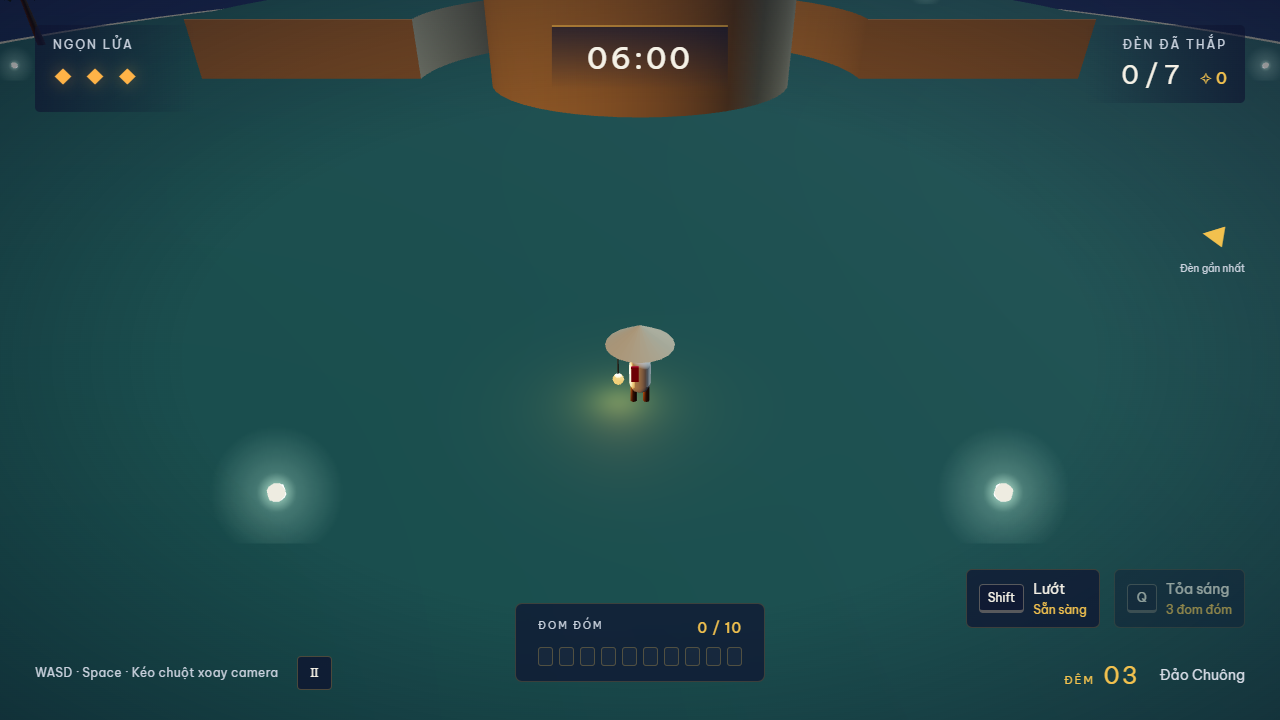 NGỌN LỬA
06:00
ĐÈN ĐÃ THẮP
0 / 7 ✧ 0
Đèn gần nhất
Shift Lướt
Sẵn sàng
Q Tỏa sáng
3 đom đóm
ĐOM ĐÓM 0 / 10
WASD · Space · Kéo chuột xoay camera II
ĐÊM 03 Đảo Chuông